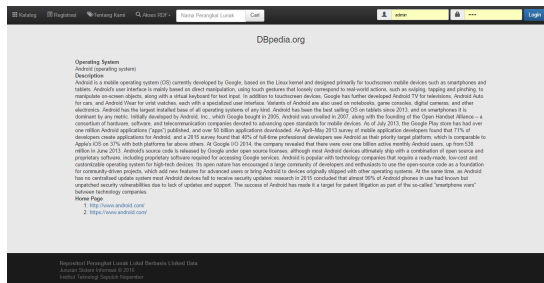 Katalog Registrasi Tentang Kami Akses RDF Nama Perangkat Lunak Cari admin •••• Login
DBpedia.org
Operating System
Android (operating system)
Description
Android is a mobile operating system (OS) currently developed by Google, based on the Linux kernel and designed primarily for touchscreen mobile devices such as smartphones and
tablets. Android's user interface is mainly based on direct manipulation, using touch gestures that loosely correspond to real-world actions, such as swiping, tapping and pinching, to
manipulate on-screen objects, along with a virtual keyboard for text input. In addition to touchscreen devices, Google has further developed Android TV for televisions, Android Auto
for cars, and Android Wear for wrist watches, each with a specialized user interface. Variants of Android are also used on notebooks, game consoles, digital cameras, and other
electronics. Android has the largest installed base of all operating systems of any kind. Android has been the best selling OS on tablets since 2013, and on smartphones it is
dominant by any metric. Initially developed by Android, Inc., which Google bought in 2005, Android was unveiled in 2007, along with the founding of the Open Handset Alliance – a
consortium of hardware, software, and telecommunication companies devoted to advancing open standards for mobile devices. As of July 2013, the Google Play store has had over
one million Android applications ("apps") published, and over 50 billion applications downloaded. An April–May 2013 survey of mobile application developers found that 71% of
developers create applications for Android, and a 2015 survey found that 40% of full-time professional developers see Android as their priority target platform, which is comparable to
Apple's iOS on 37% with both platforms far above others. At Google I/O 2014, the company revealed that there were over one billion active monthly Android users, up from 538
million in June 2013. Android's source code is released by Google under open source licenses, although most Android devices ultimately ship with a combination of open source and
proprietary software, including proprietary software required for accessing Google services. Android is popular with technology companies that require a ready-made, low-cost and
customizable operating system for high-tech devices. Its open nature has encouraged a large community of developers and enthusiasts to use the open-source code as a foundation
for community-driven projects, which add new features for advanced users or bring Android to devices originally shipped with other operating systems. At the same time, as Android
has no centralised update system most Android devices fail to receive security updates: research in 2015 concluded that almost 90% of Android phones in use had known but
unpatched security vulnerabilities due to lack of updates and support. The success of Android has made it a target for patent litigation as part of the so-called "smartphone wars"
between technology companies.
Home Page
1. http://www.android.com/
2. https://www.android.com/
Repositori Perangkat Lunak Lokal Berbasis Linked Data
Jurusan Sistem Informasi © 2016
Institut Teknologi Sepuluh Nopember